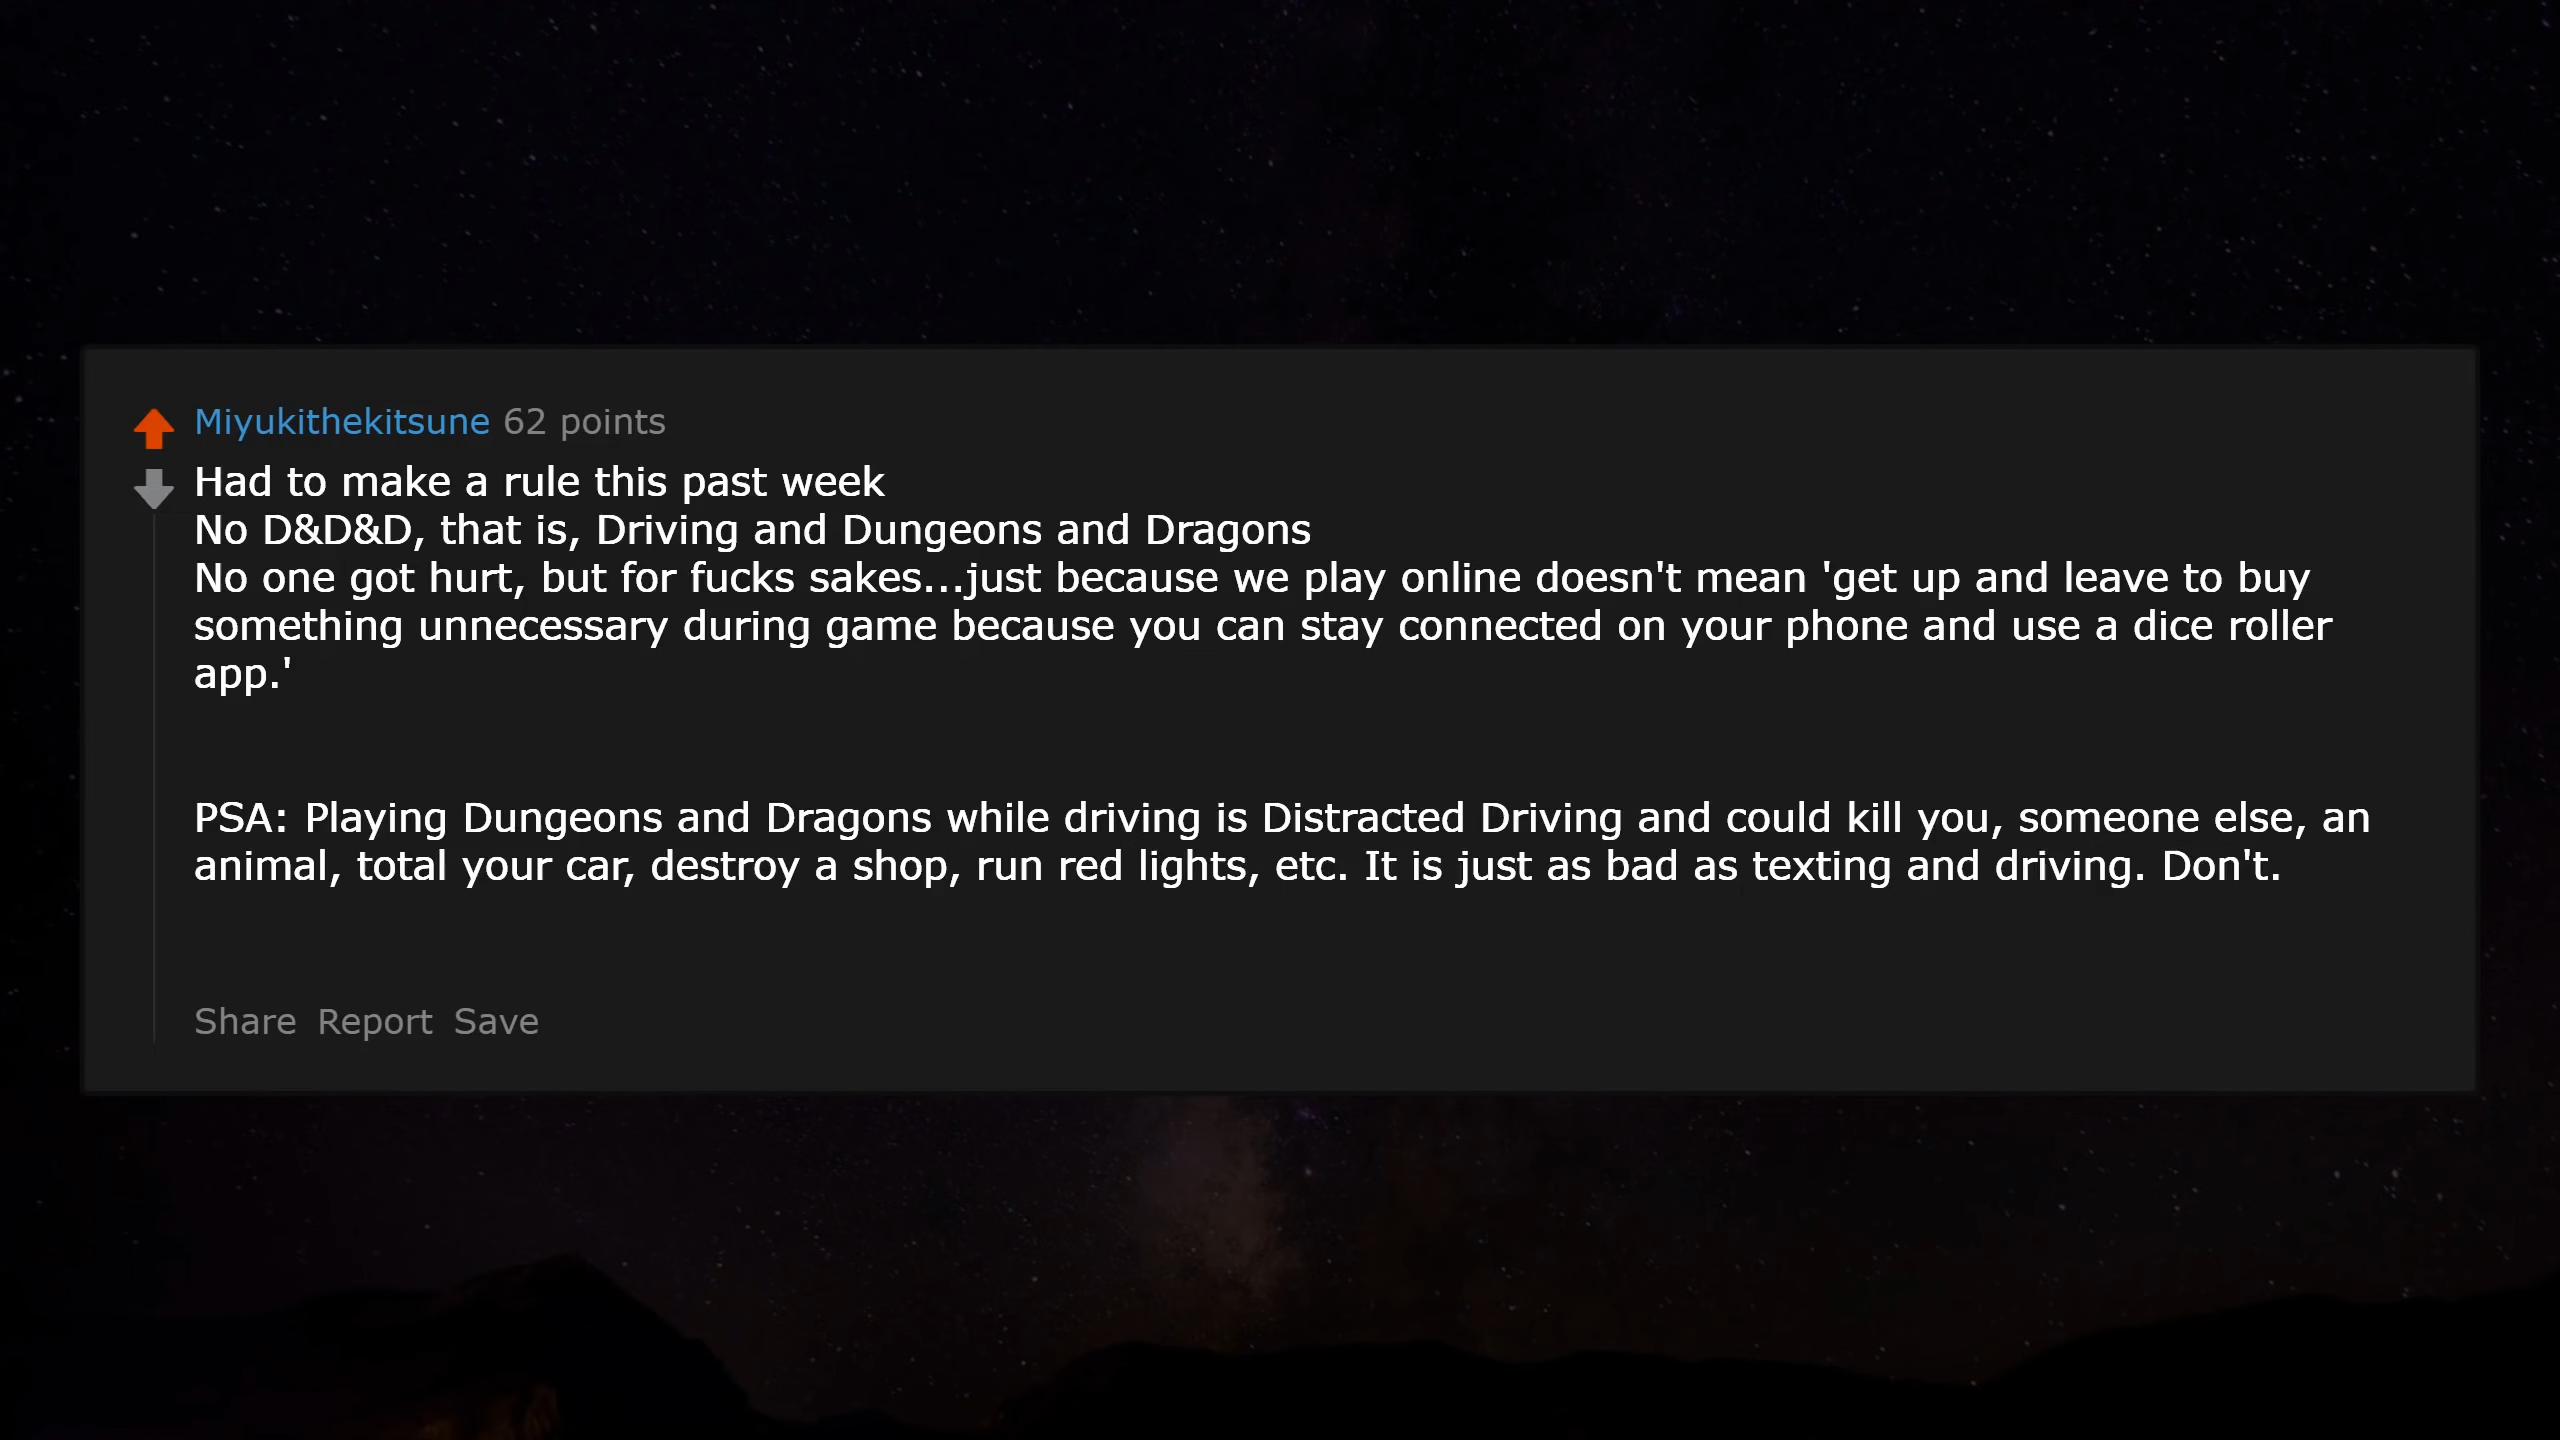 Miyukithekitsune 62 points
Had to make a rule this past week
No D&D&D, that is, Driving and Dungeons and Dragons
No one got hurt, but for fucks sakes...just because we play online doesn't mean 'get up and leave to buy
something unnecessary during game because you can stay connected on your phone and use a dice roller
app.'
PSA: Playing Dungeons and Dragons while driving is Distracted Driving and could kill you, someone else, an
animal, total your car, destroy a shop, run red lights, etc. It is just as bad as texting and driving. Don't.
Share Report Save